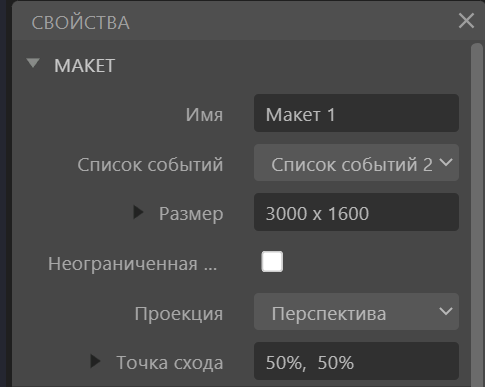 СВОЙСТВА
МАКЕТ
Имя Макет 1
Список событий Список событий 2
Размер 3000 x 1600
Неограниченная ...
Проекция Перспектива
Точка схода 50%, 50%